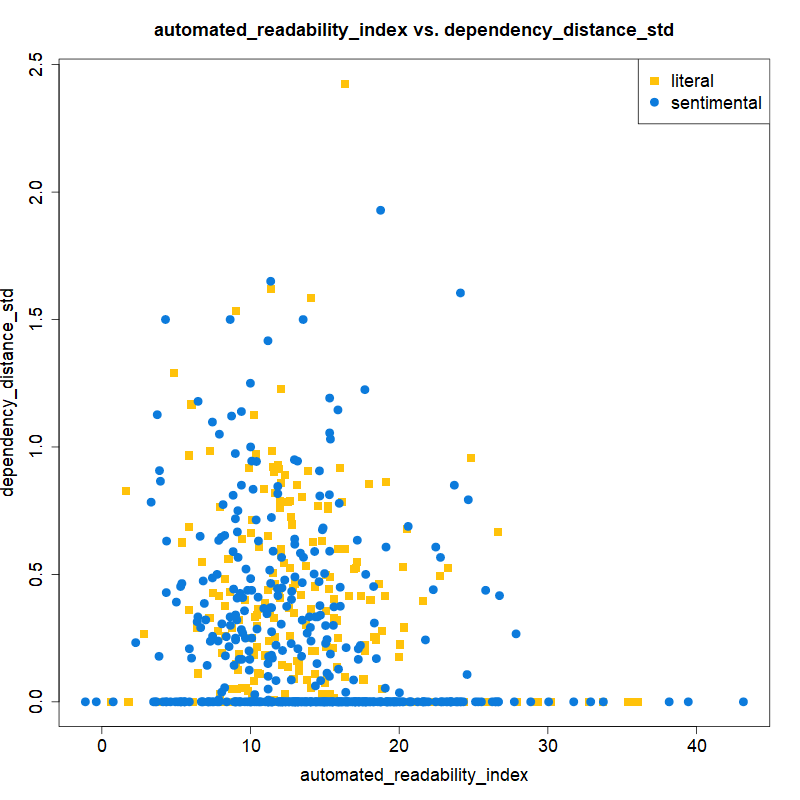 automated_readability_index vs. dependency_distance_std
literal
sentimental
dependency_distance_std
2.5
2.0
1.5
1.0
0.5
0.0
0 10 20 30 40
automated_readability_index